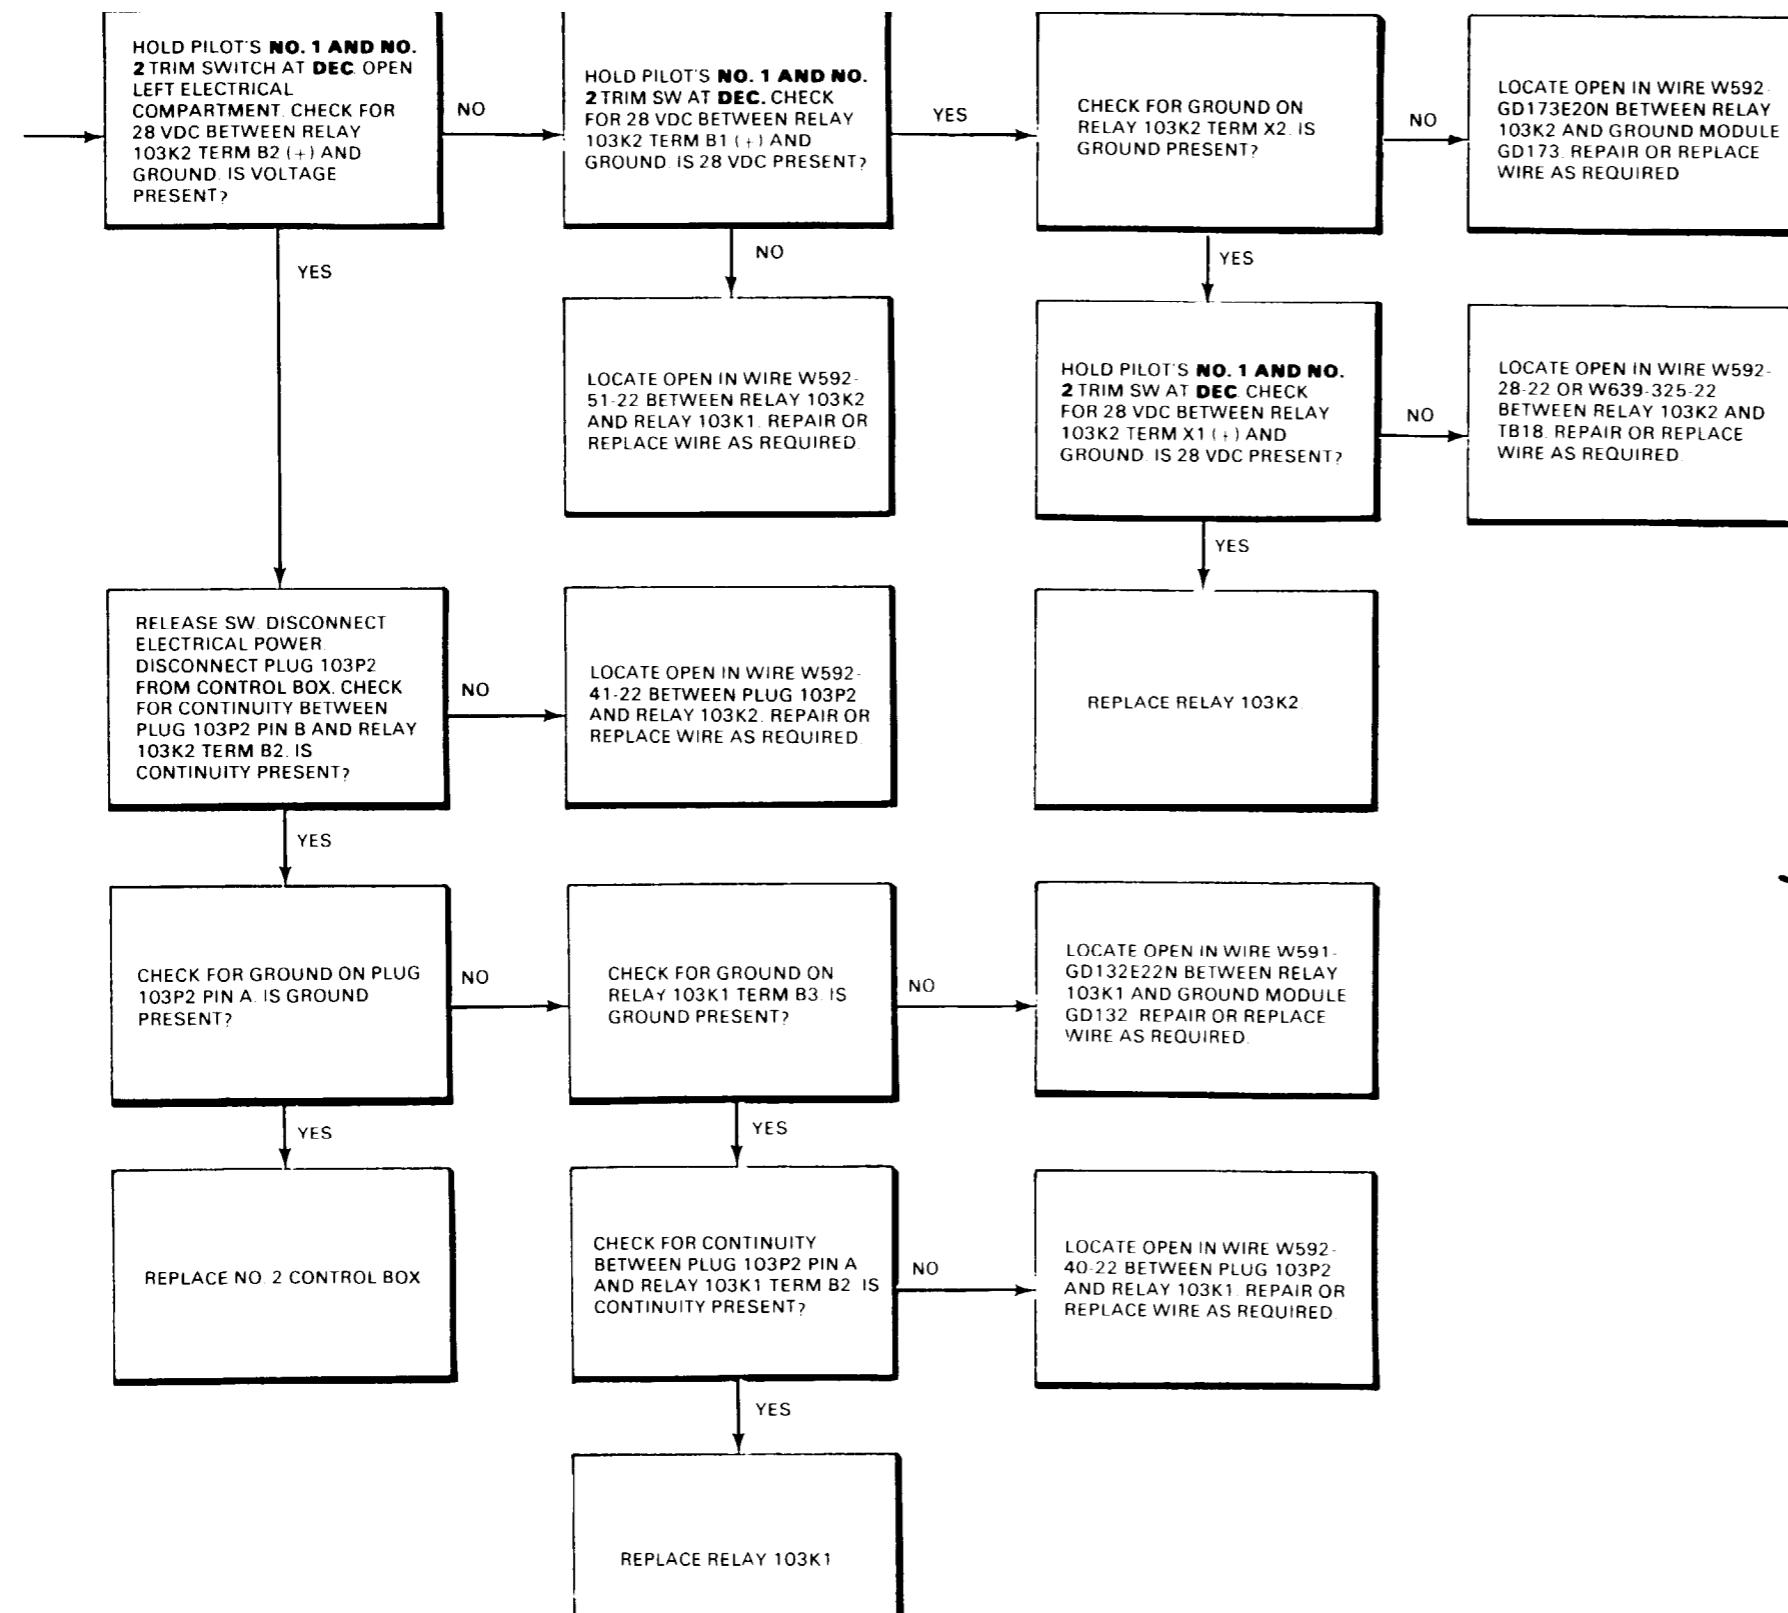 HOLD PILOT'S NO. 1 AND NO.
2 TRIM SWITCH AT DEC. OPEN
LEFT ELECTRICAL
COMPARTMENT. CHECK FOR
28 VDC BETWEEN RELAY
103K2 TERM B2 (+) AND
GROUND. IS VOLTAGE
PRESENT?
NO
HOLD PILOT'S NO. 1 AND NO.
2 TRIM SW AT DEC. CHECK
FOR 28 VDC BETWEEN RELAY
103K2 TERM B1 (+) AND
GROUND. IS 28 VDC PRESENT?
YES
CHECK FOR GROUND ON
RELAY 103K2 TERM X2. IS
GROUND PRESENT?
NO
LOCATE OPEN IN WIRE W592-
GD173E20N BETWEEN RELAY
103K2 AND GROUND MODULE
GD173. REPAIR OR REPLACE
WIRE AS REQUIRED
YES
NO
YES
LOCATE OPEN IN WIRE W592-
51-22 BETWEEN RELAY 103K2
AND RELAY 103K1. REPAIR OR
REPLACE WIRE AS REQUIRED.
HOLD PILOT'S NO. 1 AND NO.
2 TRIM SW AT DEC. CHECK
FOR 28 VDC BETWEEN RELAY
103K2 TERM X1 (+) AND
GROUND. IS 28 VDC PRESENT?
NO
LOCATE OPEN IN WIRE W592-
28-22 OR W639-325-22
BETWEEN RELAY 103K2 AND
TB18. REPAIR OR REPLACE
WIRE AS REQUIRED.
YES
RELEASE SW. DISCONNECT
ELECTRICAL POWER.
DISCONNECT PLUG 103P2
FROM CONTROL BOX. CHECK
FOR CONTINUITY BETWEEN
PLUG 103P2 PIN B AND RELAY
103K2 TERM B2. IS
CONTINUITY PRESENT?
NO
LOCATE OPEN IN WIRE W592-
41-22 BETWEEN PLUG 103P2
AND RELAY 103K2. REPAIR OR
REPLACE WIRE AS REQUIRED.
REPLACE RELAY 103K2.
YES
CHECK FOR GROUND ON PLUG
103P2 PIN A. IS GROUND
PRESENT?
NO
CHECK FOR GROUND ON
RELAY 103K1 TERM B3. IS
GROUND PRESENT?
NO
LOCATE OPEN IN WIRE W591-
GD132E22N BETWEEN RELAY
103K1 AND GROUND MODULE
GD132. REPAIR OR REPLACE
WIRE AS REQUIRED.
YES
YES
REPLACE NO. 2 CONTROL BOX
CHECK FOR CONTINUITY
BETWEEN PLUG 103P2 PIN A
AND RELAY 103K1 TERM B2. IS
CONTINUITY PRESENT?
NO
LOCATE OPEN IN WIRE W592-
40-22 BETWEEN PLUG 103P2
AND RELAY 103K1. REPAIR OR
REPLACE WIRE AS REQUIRED.
YES
REPLACE RELAY 103K1